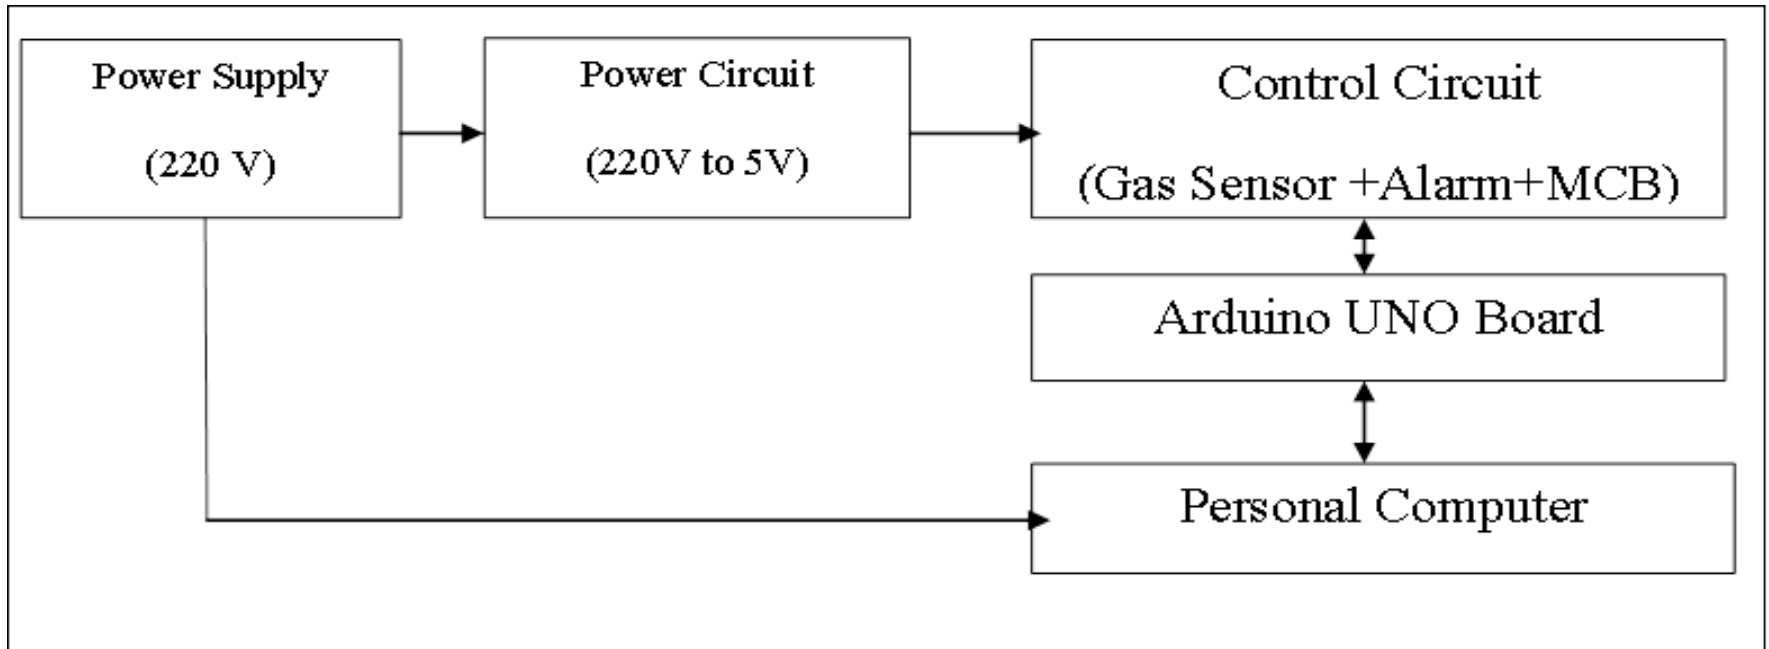 Power Supply
(220 V)
Power Circuit
(220V to 5V)
Control Circuit
(Gas Sensor +Alarm+MCB)
Arduino UNO Board
Personal Computer